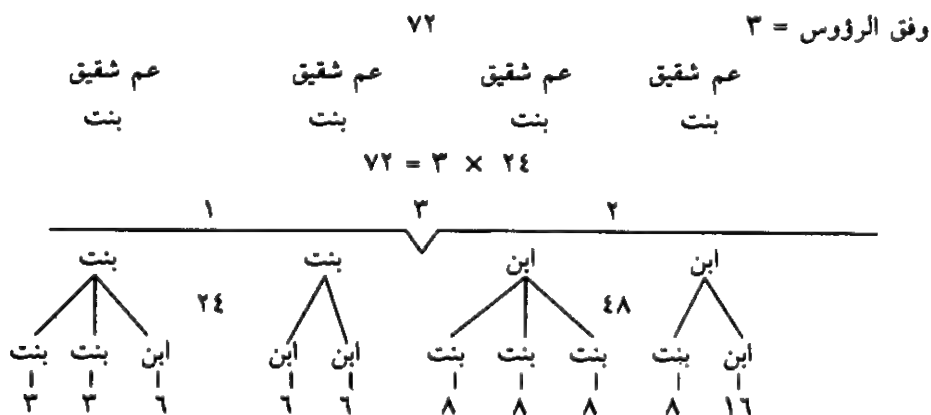 وفق الرؤوس = ٣ ٧٢
عم شقيق عم شقيق عم شقيق عم شقيق
بنت بنت بنت بنت
٢٤ × ٣ = ٧٢
٢ ٣ ١
ابن ابن بنت بنت
٤٨ ٢٤
ابن بنت بنت بنت بنت ابن ابن ابن بنت بنت
١٦ ٨ ٨ ٨ ٨ ٦ ٦ ٦ ٣ ٣